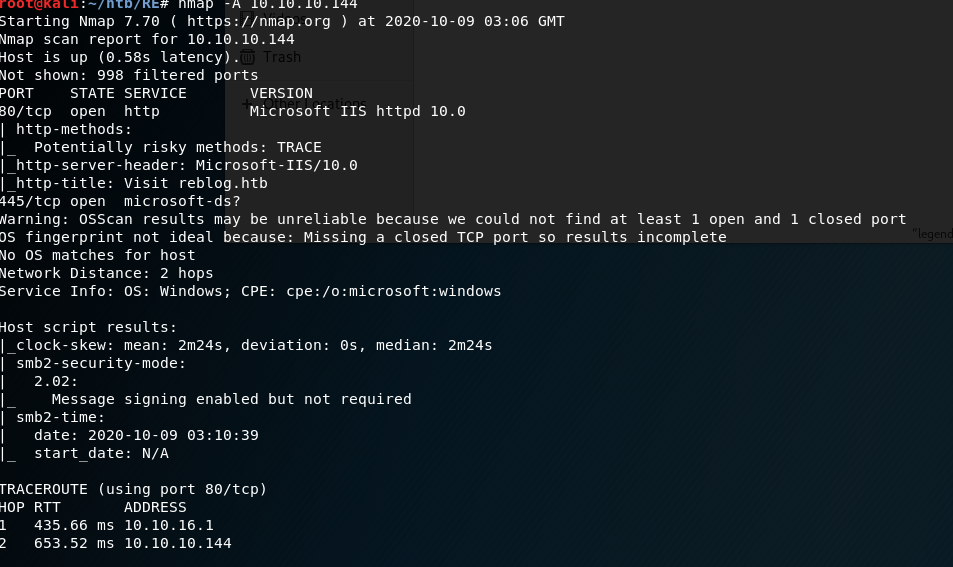 root@kali:~/htb/RE# nmap -A 10.10.10.144
Starting Nmap 7.70 ( https://nmap.org ) at 2020-10-09 03:06 GMT
Nmap scan report for 10.10.10.144
Host is up (0.58s latency).
Trash
Not shown: 998 filtered ports
PORT    STATE SERVICE       VERSION
+ Other Locations
80/tcp  open  http          Microsoft IIS httpd 10.0
| http-methods:
|_  Potentially risky methods: TRACE
|_http-server-header: Microsoft-IIS/10.0
|_http-title: Visit reblog.htb
445/tcp open  microsoft-ds?
Warning: OSScan results may be unreliable because we could not find at least 1 open and 1 closed port
OS fingerprint not ideal because: Missing a closed TCP port so results incomplete
"legend
No OS matches for host
Network Distance: 2 hops
Service Info: OS: Windows; CPE: cpe:/o:microsoft:windows
Host script results:
|_clock-skew: mean: 2m24s, deviation: 0s, median: 2m24s
| smb2-security-mode:
|   2.02:
|_    Message signing enabled but not required
| smb2-time:
|   date: 2020-10-09 03:10:39
|_  start_date: N/A
TRACEROUTE (using port 80/tcp)
HOP RTT       ADDRESS
1   435.66 ms 10.10.16.1
2   653.52 ms 10.10.10.144